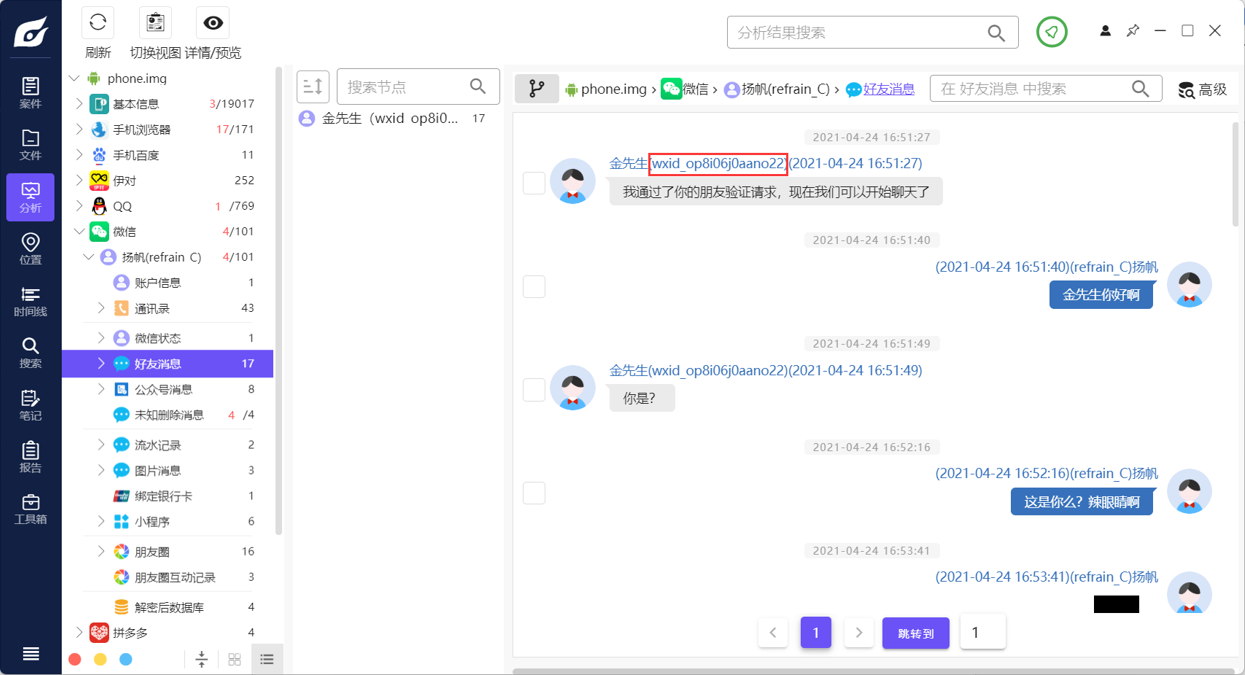 刷新
切换视图
详情/预览
分析结果搜索
案件
文件
分析
位置
时间线
搜索
笔记
报告
工具箱
phone.img
基本信息 3/19017
手机浏览器 17/171
手机百度 11
伊对 252
QQ 1 /769
微信 4/101
扬帆(refrain_C) 4/101
账户信息 1
通讯录 43
微信状态 1
好友消息 17
公众号消息 8
未知删除消息 4 /4
流水记录 2
图片消息 3
绑定银行卡 1
小程序 6
朋友圈 16
朋友圈互动记录 3
解密后数据库 4
拼多多 4
搜索节点
金先生（wxid_op8i0... 17
phone.img › 微信 › 扬帆(refrain_C) › 好友消息
在 好友消息 中搜索
高级
2021-04-24 16:51:27
金先生(wxid_op8i06j0aano22)(2021-04-24 16:51:27)
我通过了你的朋友验证请求，现在我们可以开始聊天了
2021-04-24 16:51:40
(2021-04-24 16:51:40)(refrain_C)扬帆
金先生你好啊
2021-04-24 16:51:49
金先生(wxid_op8i06j0aano22)(2021-04-24 16:51:49)
你是？
2021-04-24 16:52:16
(2021-04-24 16:52:16)(refrain_C)扬帆
这是你么？辣眼睛啊
2021-04-24 16:53:41
(2021-04-24 16:53:41)(refrain_C)扬帆
1
跳转到
1